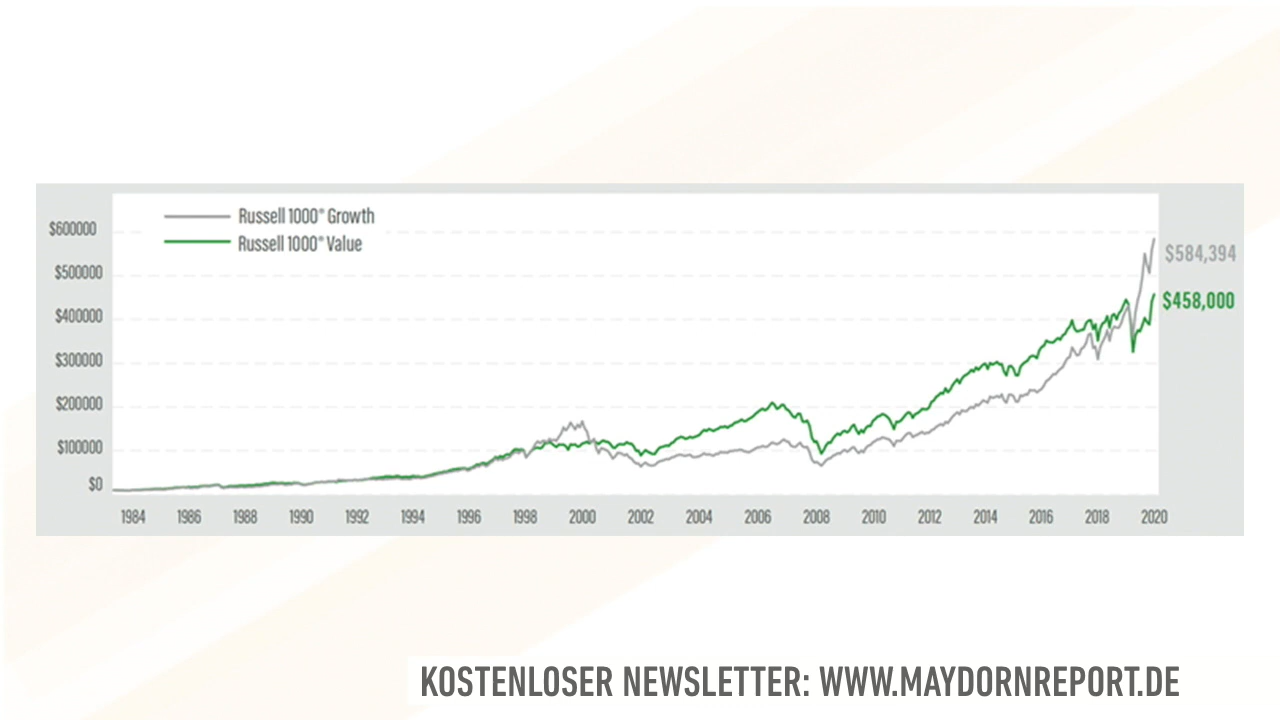 Russell 1000® Growth
Russell 1000® Value
$600000
$500000
$400000
$300000
$200000
$100000
$0
$584,394
$458,000
1984 1986 1988 1990 1992 1994 1996 1998 2000 2002 2004 2006 2008 2010 2012 2014 2016 2018 2020
KOSTENLOSER NEWSLETTER: WWW.MAYDORNREPORT.DE